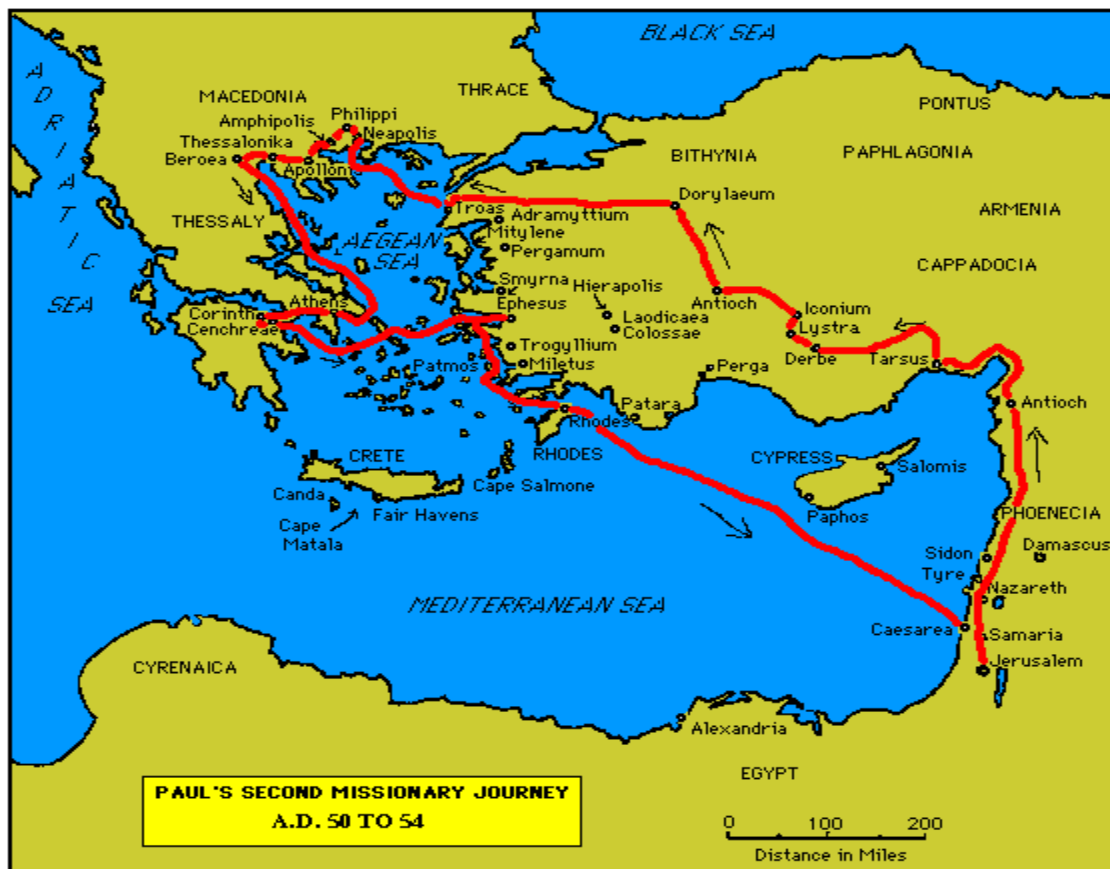 BLACK SEA
ADRIATIC SEA
THRACE
MACEDONIA
PONTUS
Philippi
Amphipolis
Neapolis
Thessalonika
Beroea
Apollonia
BITHYNIA
PAPHLAGONIA
Dorylaeum
ARMENIA
Troas
Adramyttium
THESSALY
Mitylene
AEGEAN
SEA
Pergamum
CAPPADOCIA
Smyrna
Hierapolis
Ephesus
Antioch
Athens
Corinth
Cenchreae
Iconium
Laodicaea
Colossae
Lystra
Trogyllium
Derbe
Tarsus
Patmos
Miletus
Perga
Patara
Antioch
Rhodes
RHODES
CRETE
CYPRESS
Salomis
Cape Salmone
Canda
Fair Havens
Paphos
Cape
Matala
PHOENECIA
Sidon
Damascus
Tyre
Nazareth
MEDITERRANEAN SEA
Caesarea
Samaria
CYRENAICA
Jerusalem
Alexandria
EGYPT
PAUL'S SECOND MISSIONARY JOURNEY
A.D. 50 TO 54
0 100 200
Distance in Miles